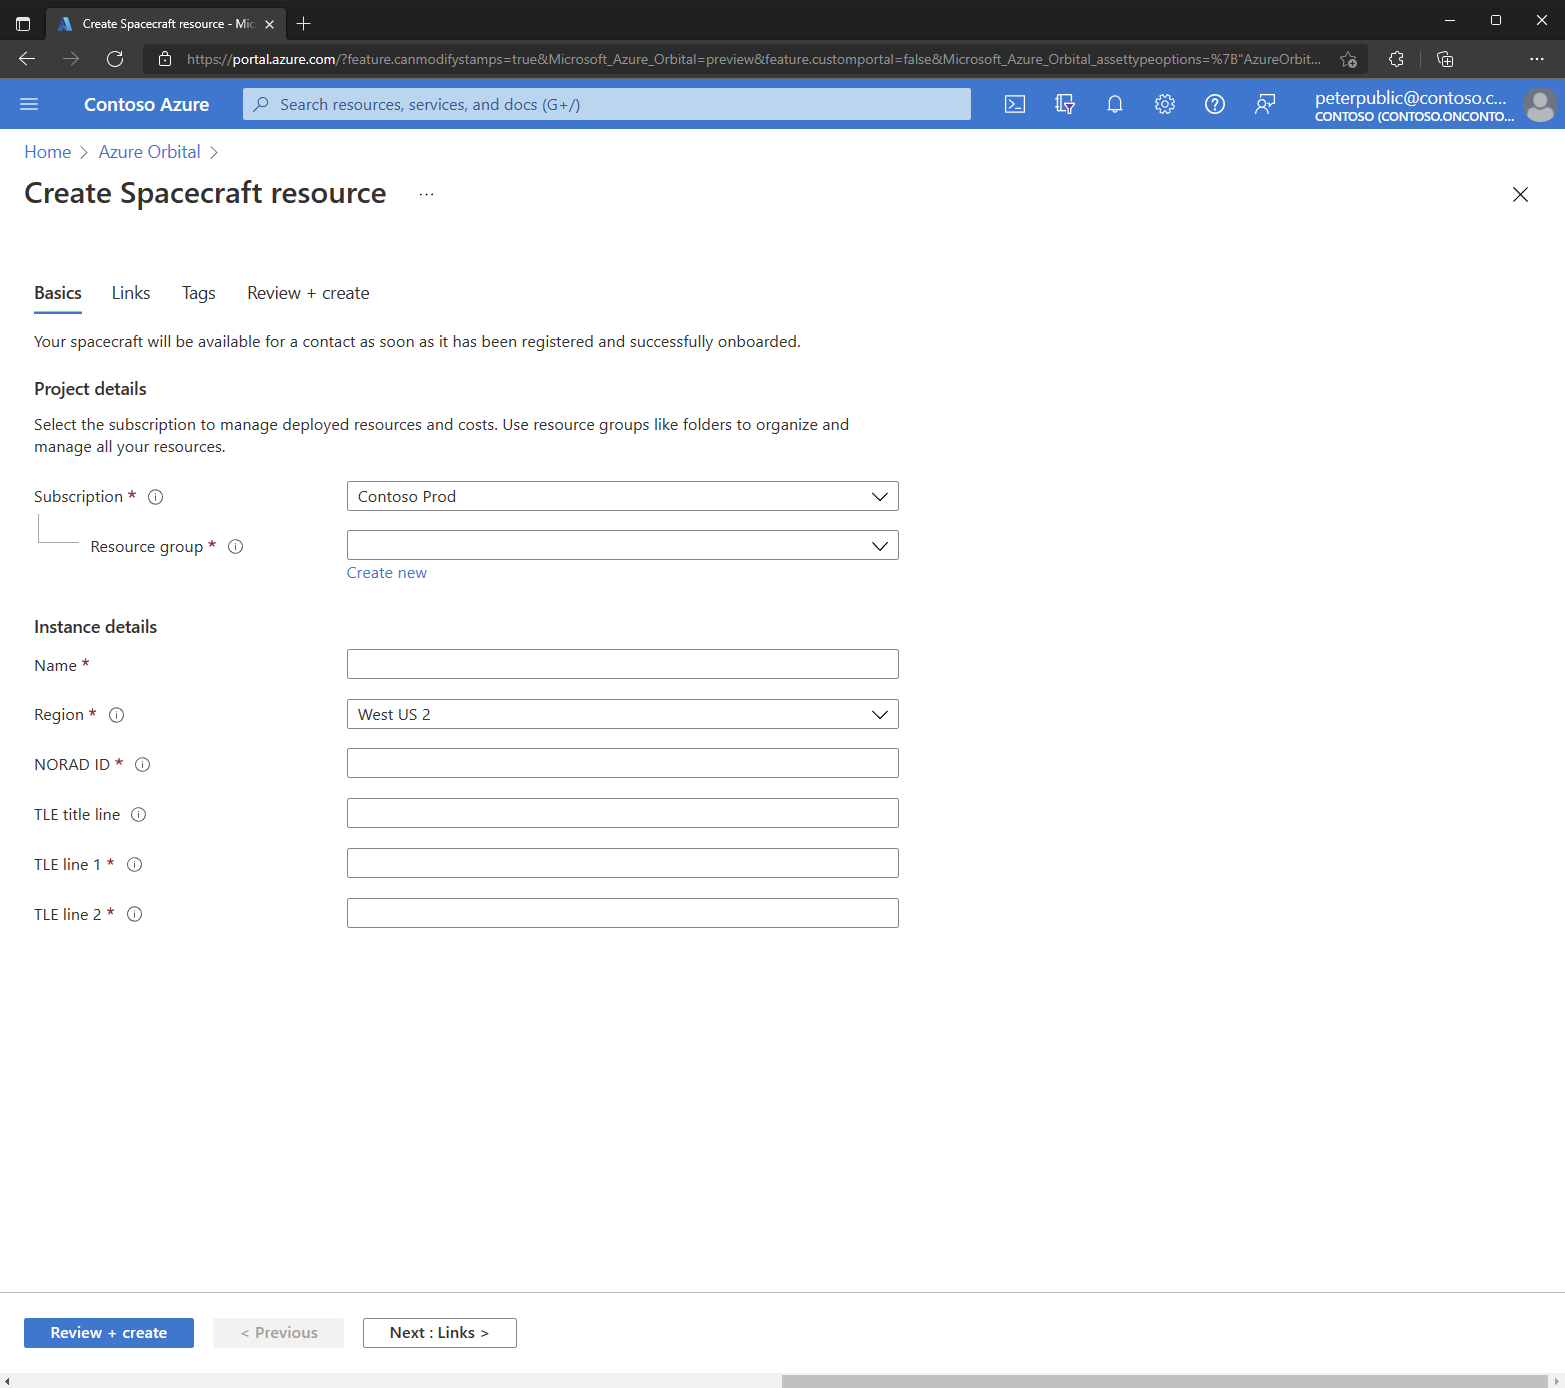 Create Spacecraft resource - Mic
https://portal.azure.com/?feature.canmodifystamps=true&Microsoft_Azure_Orbital=preview&feature.customportal=false&Microsoft_Azure_Orbital_assettypeoptions=%7B"AzureOrbit...
Contoso Azure
Search resources, services, and docs (G+/)
peterpublic@contoso.c...
CONTOSO (CONTOSO.ONCONTO...
Home > Azure Orbital >
Create Spacecraft resource ...
Basics Links Tags Review + create
Your spacecraft will be available for a contact as soon as it has been registered and successfully onboarded.
Project details
Select the subscription to manage deployed resources and costs. Use resource groups like folders to organize and
manage all your resources.
Subscription * Contoso Prod
Resource group *
Create new
Instance details
Name *
Region * West US 2
NORAD ID *
TLE title line
TLE line 1 *
TLE line 2 *
Review + create < Previous Next : Links >